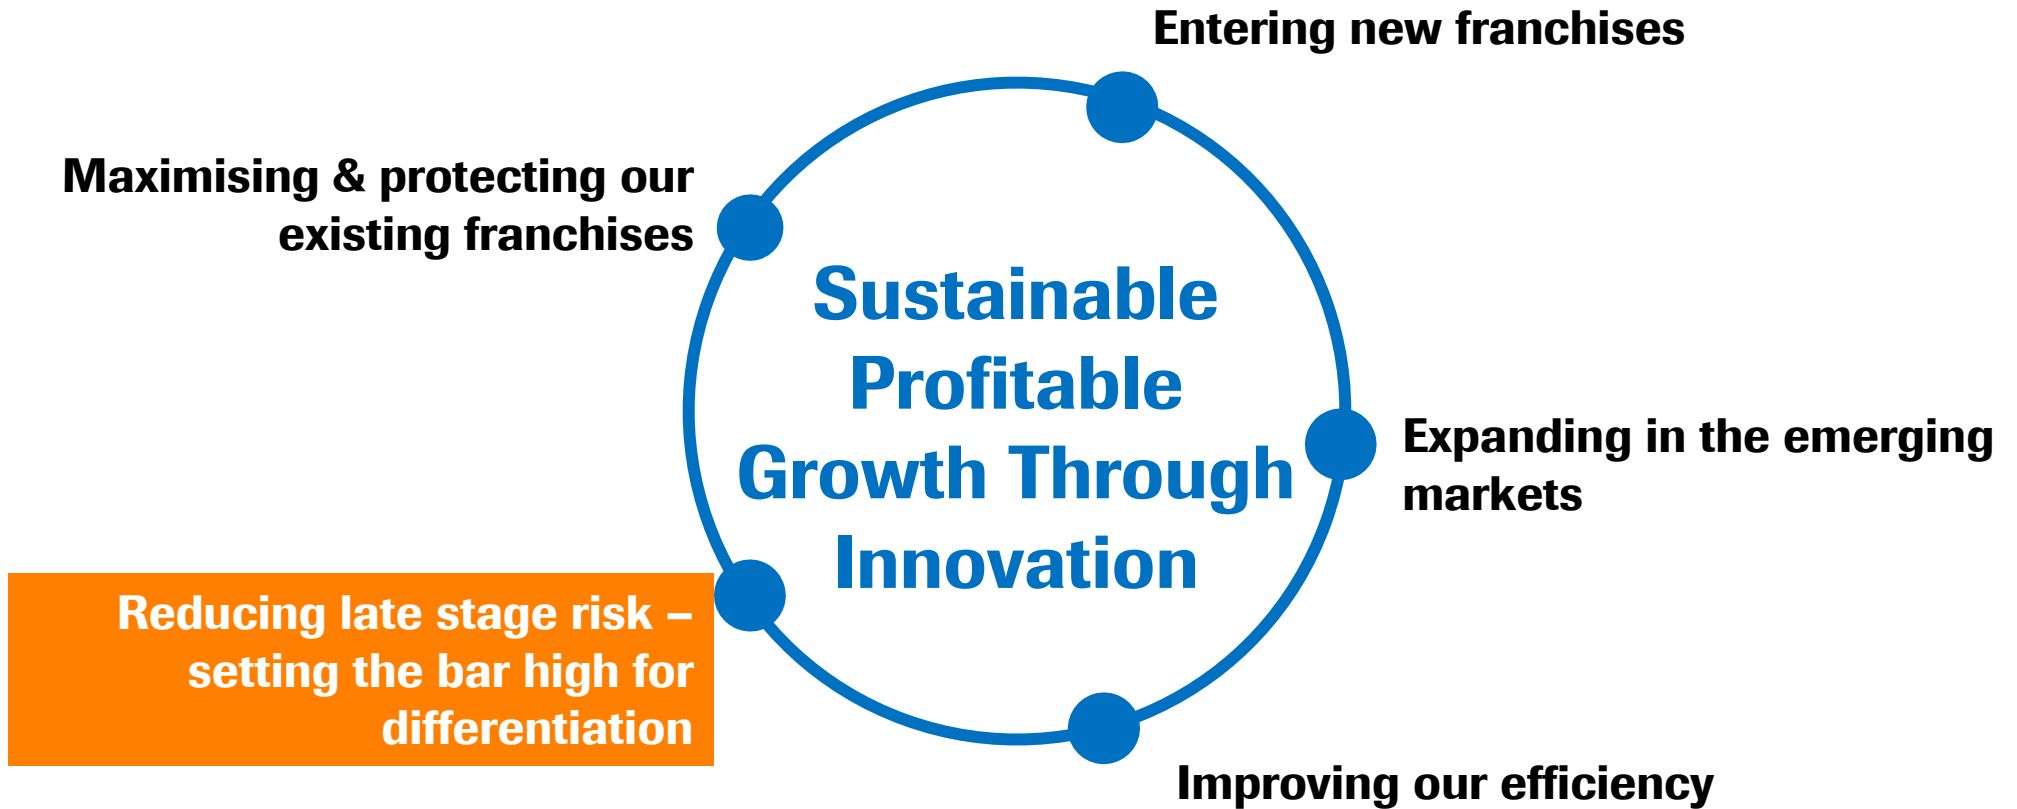 Entering new franchises
Maximising & protecting our
existing franchises
Sustainable
Profitable
Growth Through
Innovation
Expanding in the emerging
markets
Reducing late stage risk –
setting the bar high for
differentiation
Improving our efficiency